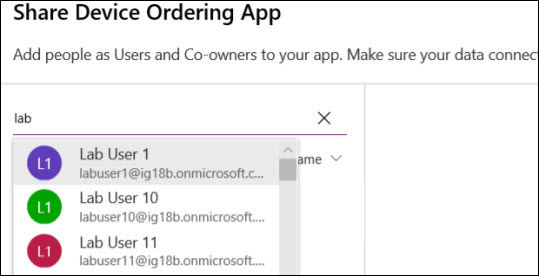 Share Device Ordering App
Add people as Users and Co-owners to your app. Make sure your data connec
lab
ame
L1
Lab User 1
labuser1@ig18b.onmicrosoft.c...
L1
Lab User 10
labuser10@ig18b.onmicrosoft....
L1
Lab User 11
labuser11@ig18b.onmicrosoft....